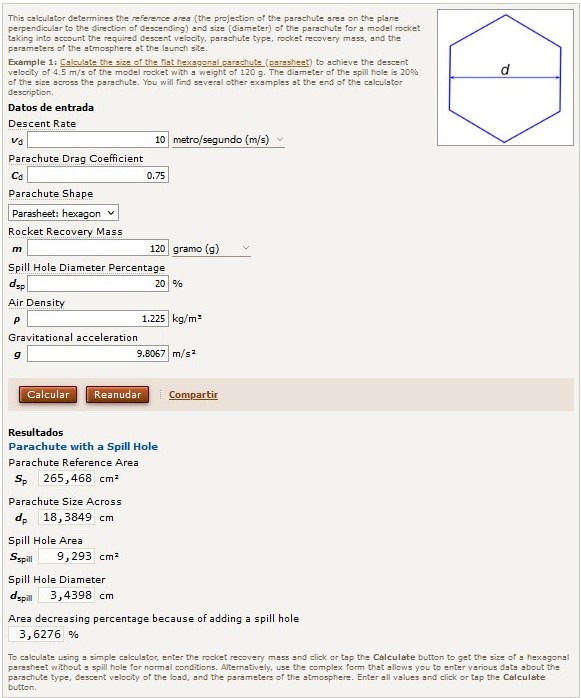 This calculator determines the reference area (the projection of the parachute area on the plane
perpendicular to the direction of descending) and size (diameter) of the parachute for a model rocket
taking into account the required descent velocity, parachute type, rocket recovery mass, and the
parameters of the atmosphere at the launch site.
Example 1: Calculate the size of the flat hexagonal parachute (parasheet) to achieve the descent
velocity of 4.5 m/s of the model rocket with a weight of 120 g. The diameter of the spill hole is 20%
of the size across the parachute. You will find several other examples at the end of the calculator
description.
d
Datos de entrada
Descent Rate
vd 10 metro/segundo (m/s)
Parachute Drag Coefficient
Cd 0.75
Parachute Shape
Parasheet: hexagon
Rocket Recovery Mass
m 120 gramo (g)
Spill Hole Diameter Percentage
dsp 20 %
Air Density
ρ 1.225 kg/m³
Gravitational acceleration
g 9.8067 m/s²
Calcular Reanudar Compartir
Resultados
Parachute with a Spill Hole
Parachute Reference Area
Sp 265,468 cm²
Parachute Size Across
dp 18,3849 cm
Spill Hole Area
Sspill 9,293 cm²
Spill Hole Diameter
dspill 3,4398 cm
Area decreasing percentage because of adding a spill hole
3,6276 %
To calculate using a simple calculator, enter the rocket recovery mass and click or tap the Calculate button to get the size of a hexagonal
parasheet without a spill hole for normal conditions. Alternatively, use the complex form that allows you to enter various data about the
parachute type, descent velocity of the load, and the parameters of the atmosphere. Enter all values and click or tap the Calculate
button.